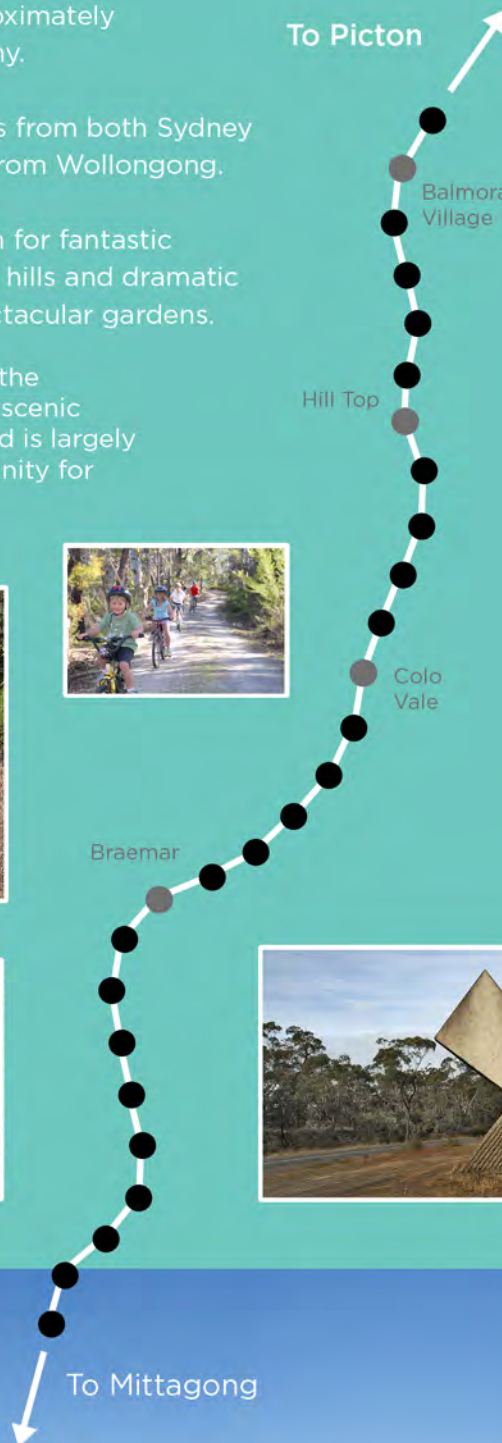 To Picton
ny.
s from both Sydney
rom Wollongong.
Village
for fantastic
hills and dramatic
tacular gardens.
the
scenic
d is largely
nity for
Hill Top
Colo
Vale
Braemar
To Mittagong